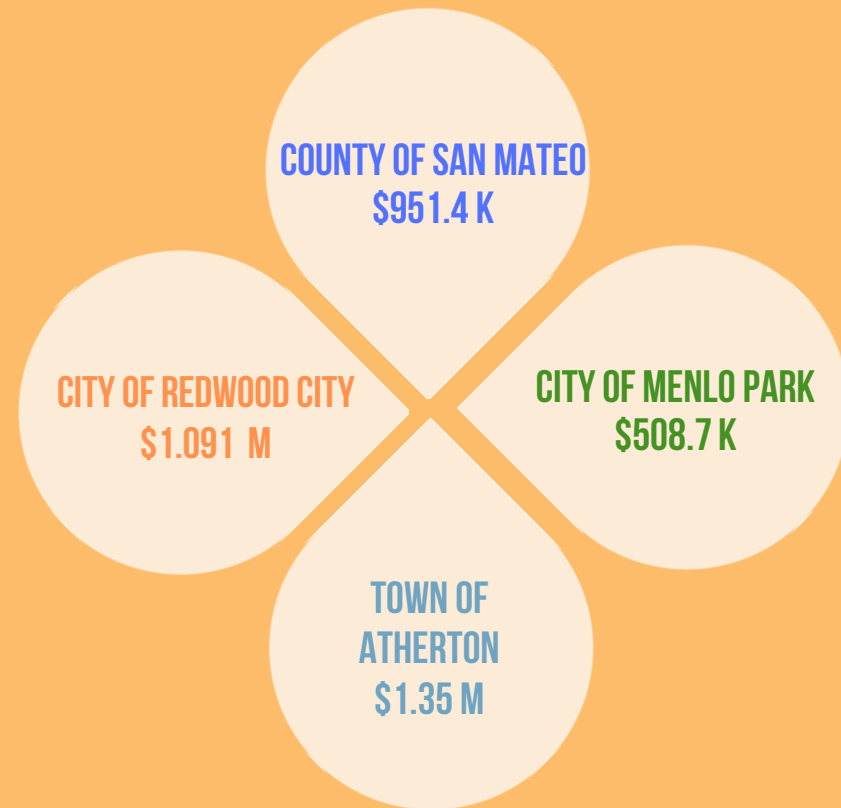 COUNTY OF SAN MATEO
$951.4 K
CITY OF REDWOOD CITY
$1.091 M
CITY OF MENLO PARK
$508.7 K
TOWN OF
ATHERTON
$1.35 M